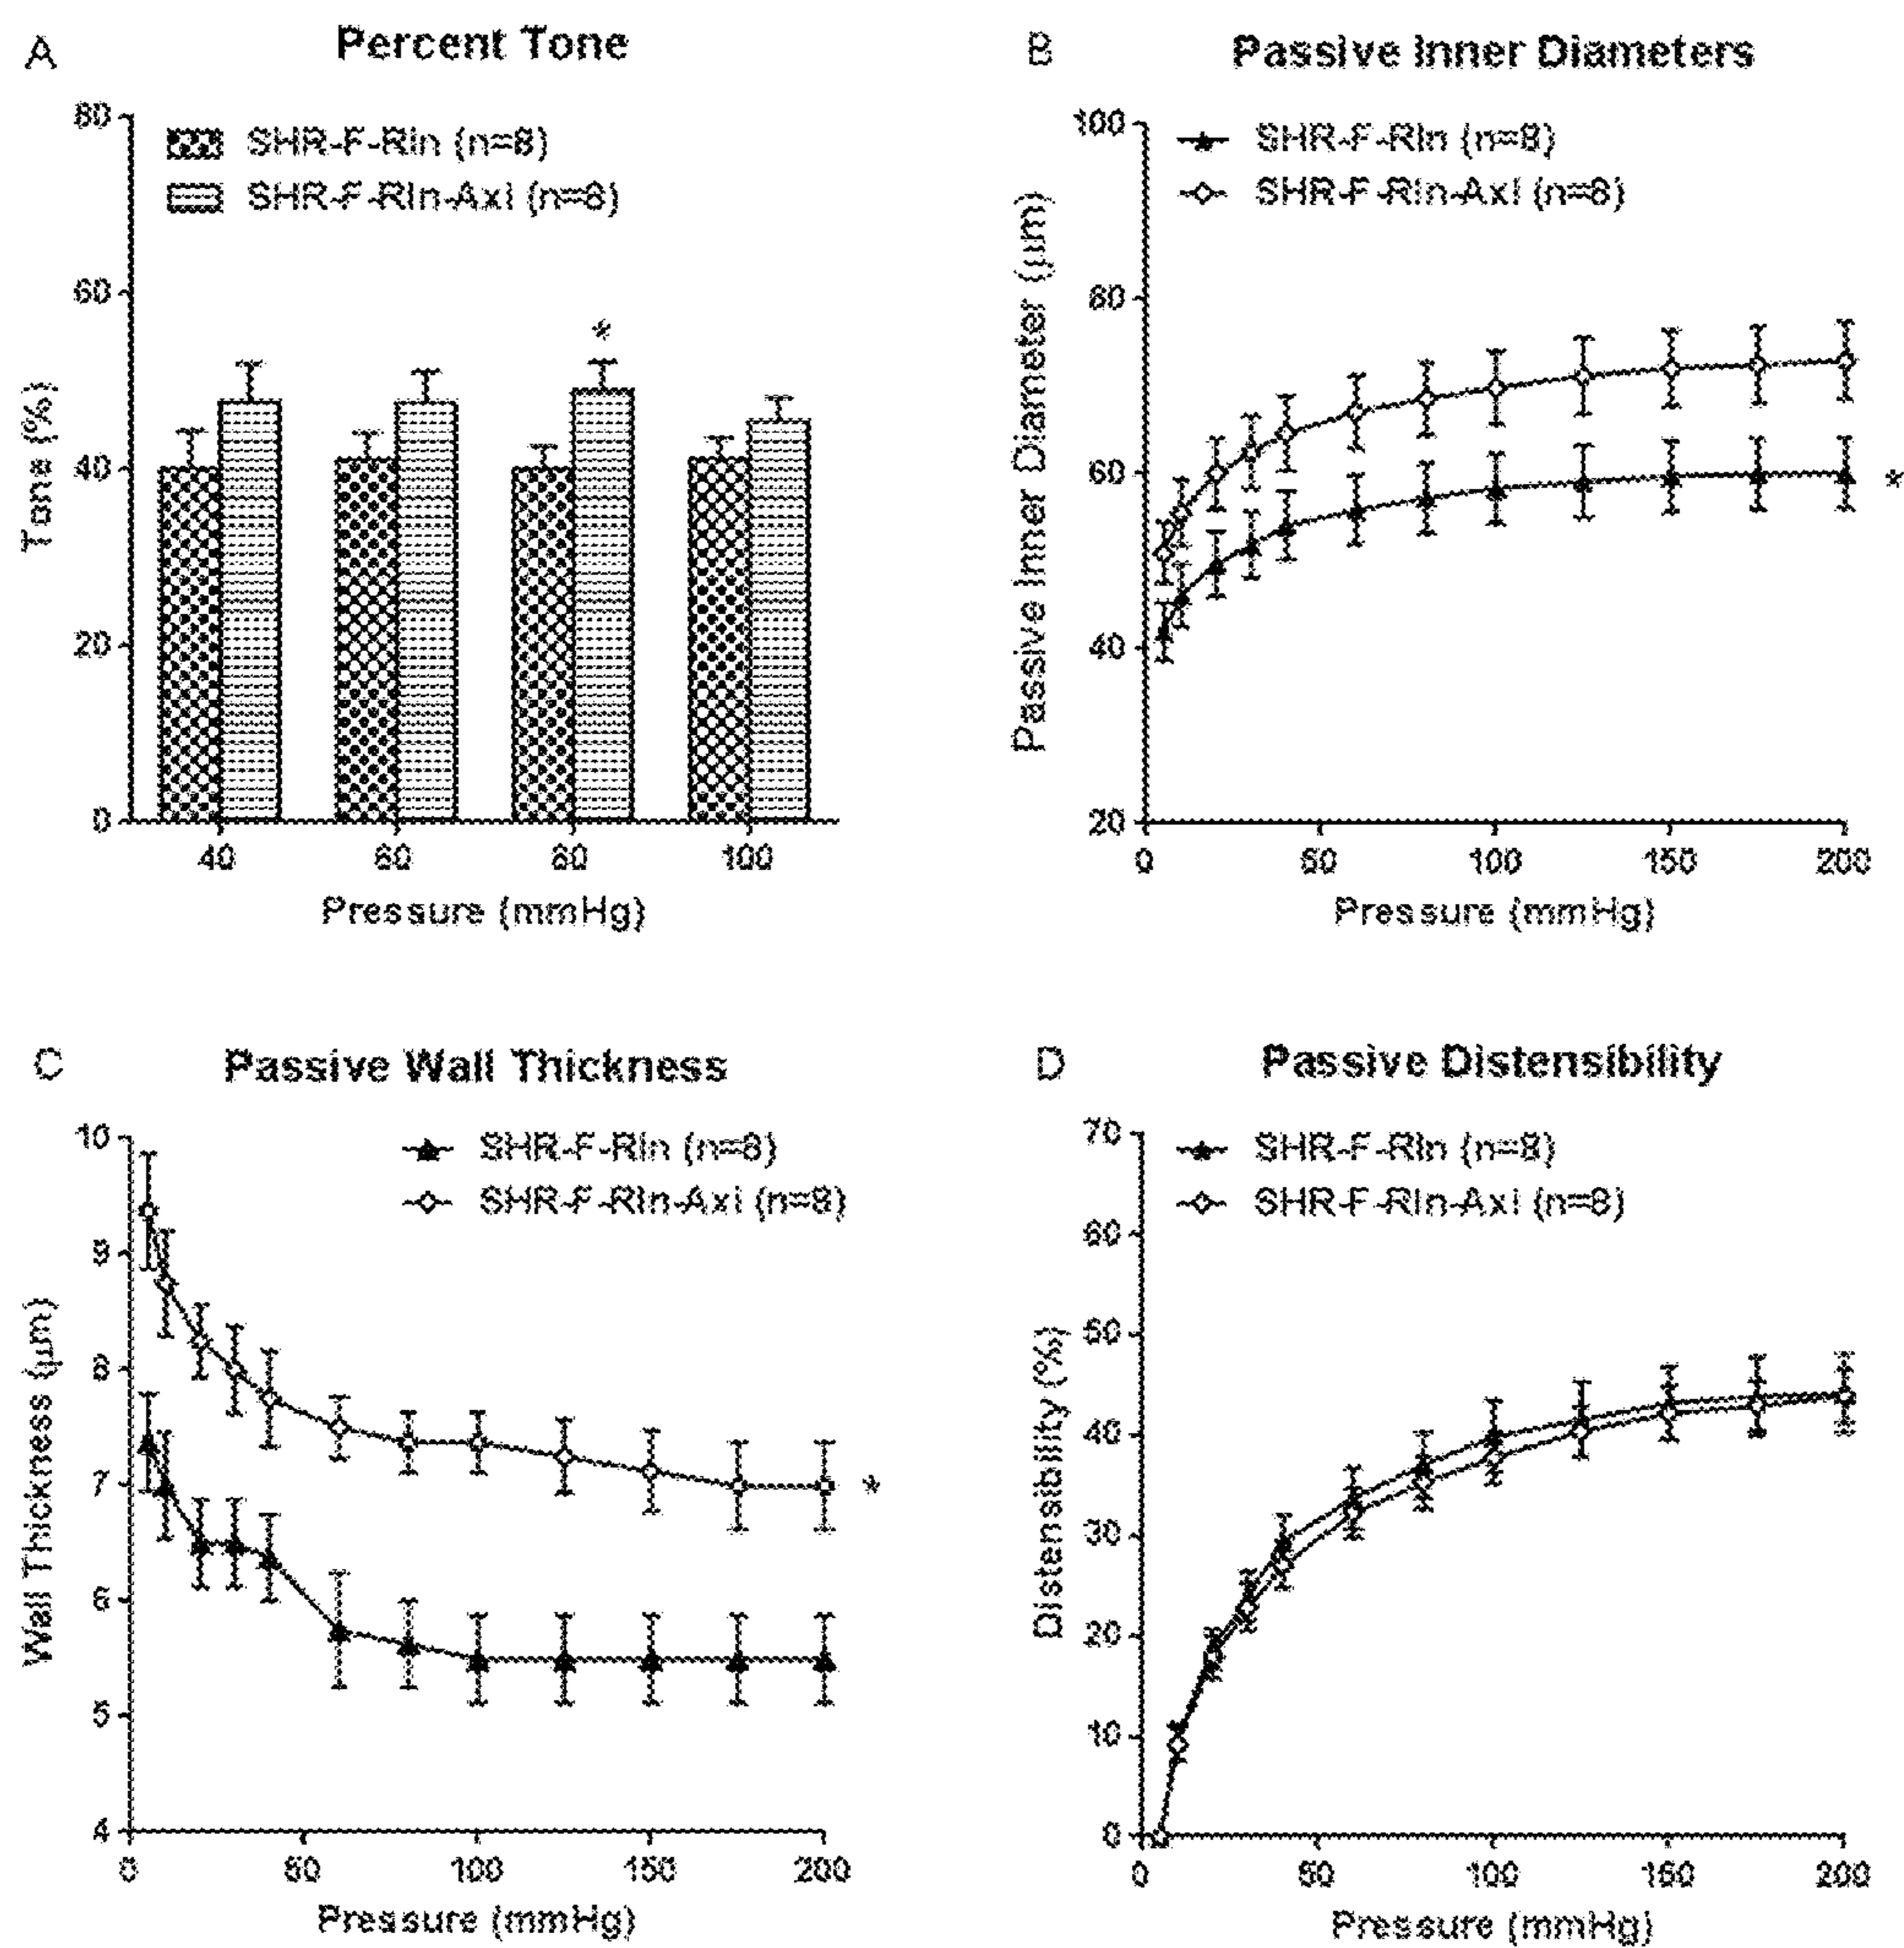 A
Percent Tone
80
60
40
20
0
Tone (%)
SHR-F-Rln (n=8)
SHR-F-Rln-Axi (n=8)
*
40
60
80
100
Pressure (mmHg)
B
Passive Inner Diameters
100
80
60
40
20
Passive Inner Diameter (μm)
SHR-F-Rln (n=8)
SHR-F-Rln-Axi (n=8)
*
0
50
100
150
200
Pressure (mmHg)
C
Passive Wall Thickness
10
9
8
7
6
5
4
Wall Thickness (μm)
SHR-F-Rln (n=8)
SHR-F-Rln-Axi (n=8)
*
0
50
100
150
200
Pressure (mmHg)
D
Passive Distensibility
70
60
50
40
30
20
10
0
Distensibility (%)
SHR-F-Rln (n=8)
SHR-F-Rln-Axi (n=8)
0
50
100
150
200
Pressure (mmHg)